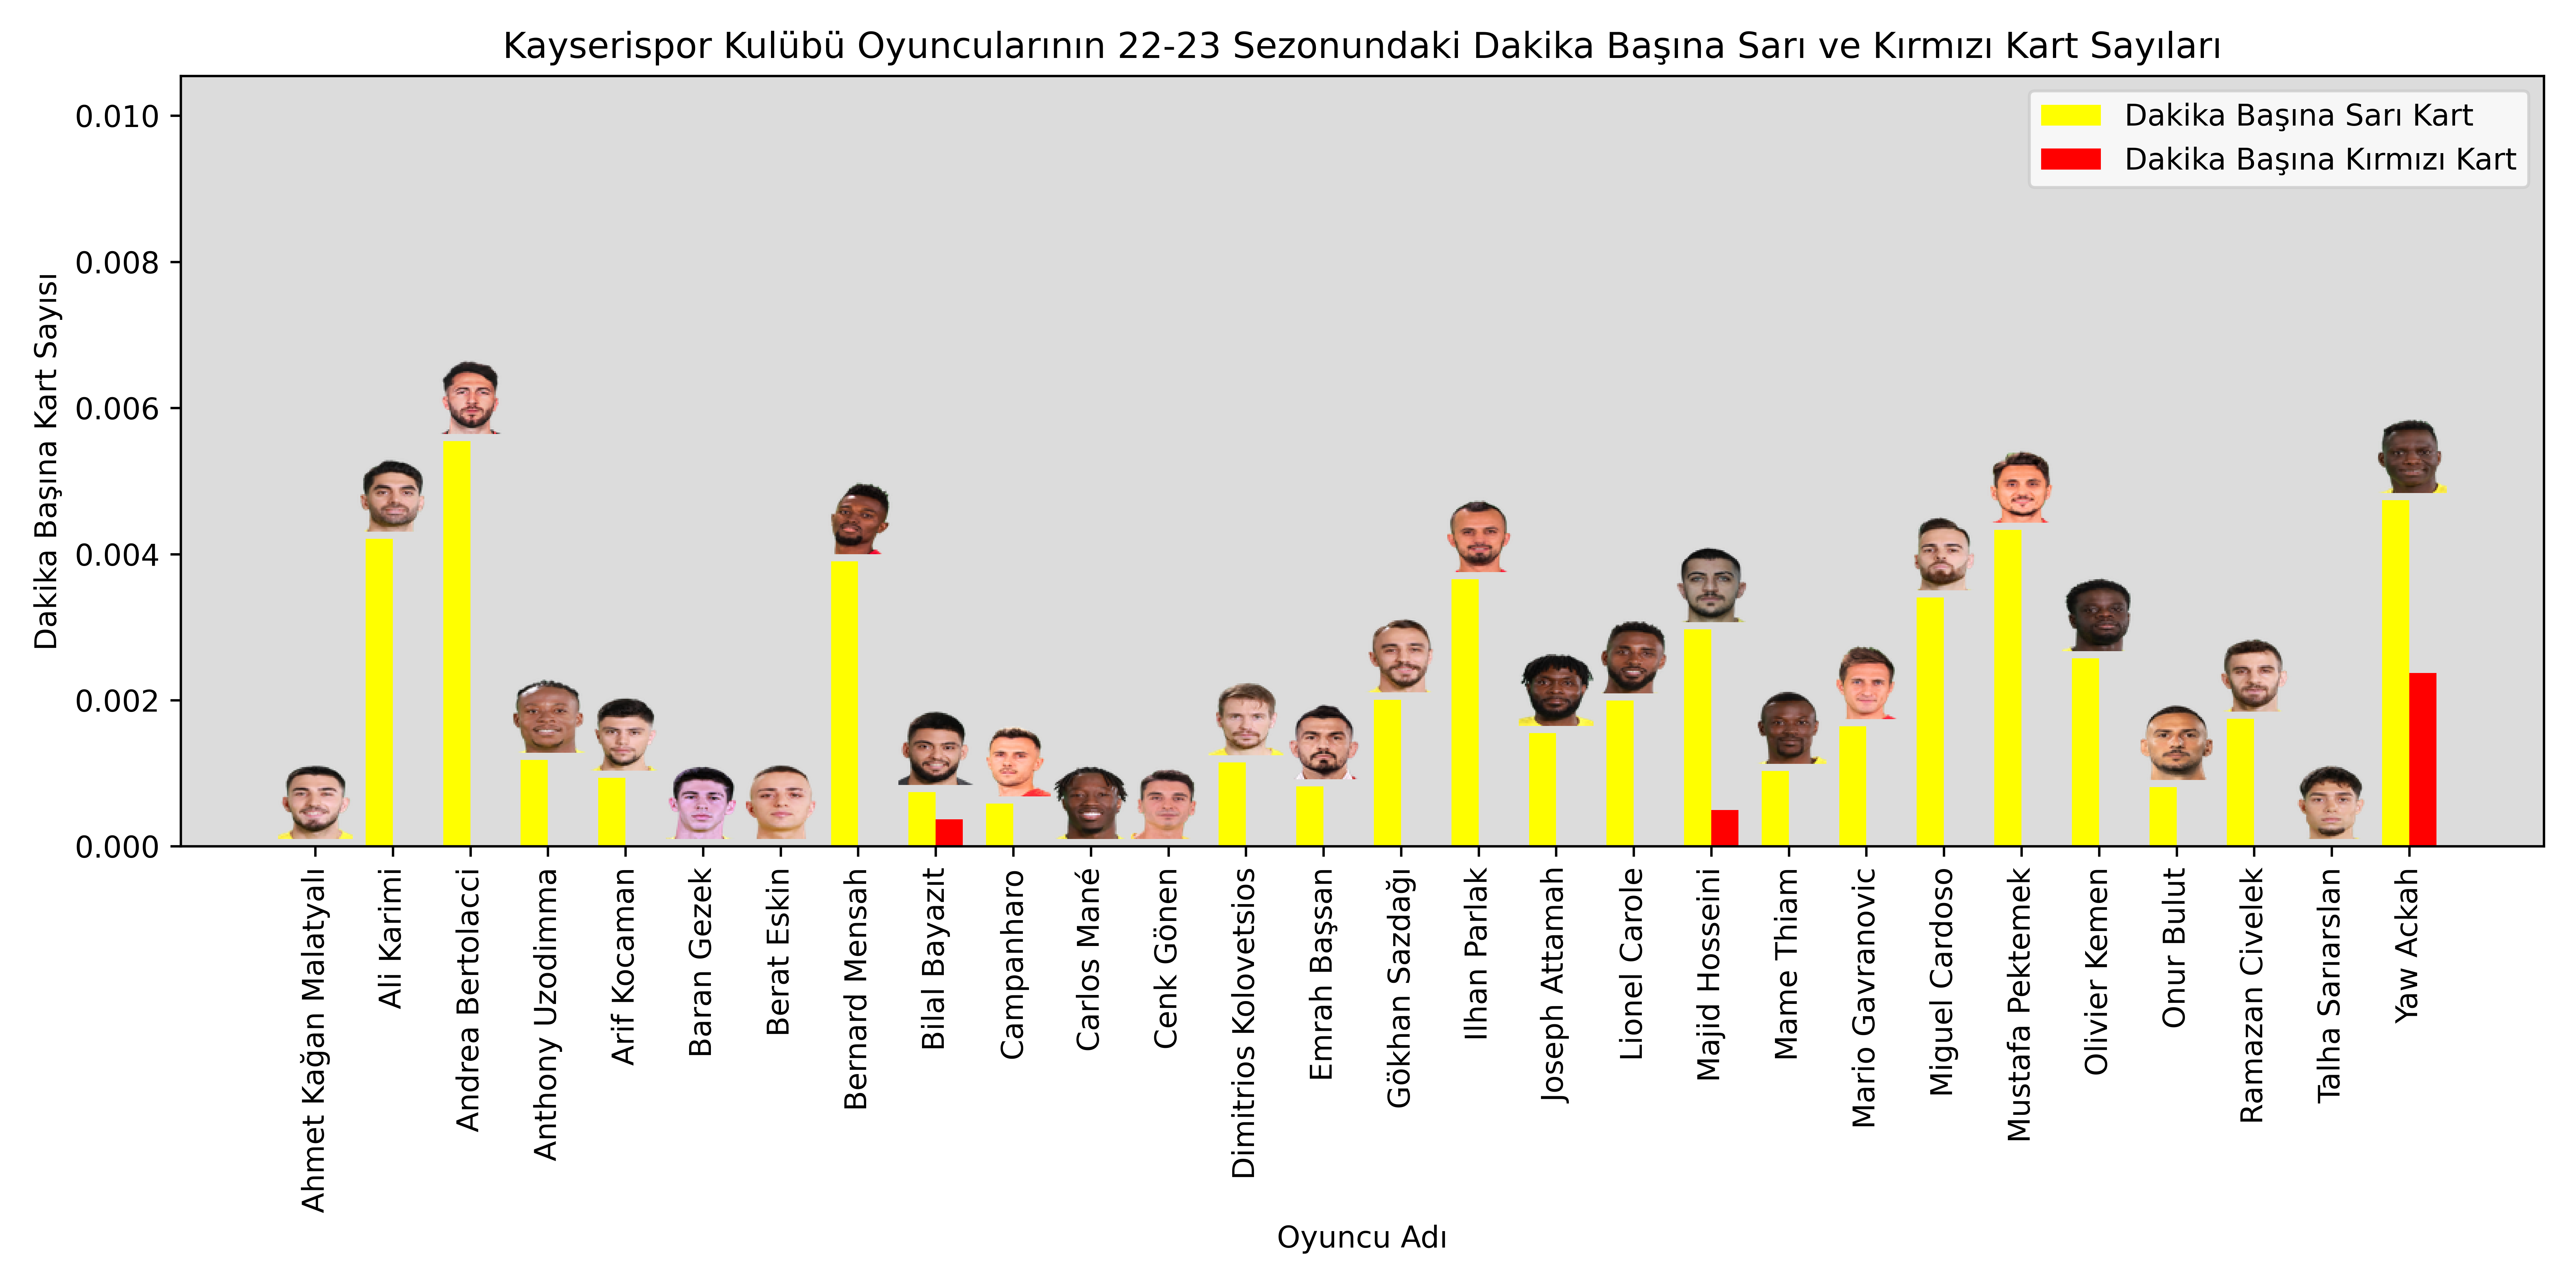 Kayserispor Kulübü Oyuncularının 22-23 Sezonundaki Dakika Başına Sarı ve Kırmızı Kart Sayıları
Dakika Başına Sarı Kart
Dakika Başına Kırmızı Kart
Dakika Başına Kart Sayısı
0.010
0.008
0.006
0.004
0.002
0.000
Ahmet Kağan Malatyalı
Ali Karimi
Andrea Bertolacci
Anthony Uzodimma
Arif Kocaman
Baran Gezek
Berat Eskin
Bernard Mensah
Bilal Bayazıt
Campanharo
Carlos Mané
Cenk Gönen
Dimitrios Kolovetsios
Emrah Başsan
Gökhan Sazdağı
Ilhan Parlak
Joseph Attamah
Lionel Carole
Majid Hosseini
Mame Thiam
Mario Gavranovic
Miguel Cardoso
Mustafa Pektemek
Olivier Kemen
Onur Bulut
Ramazan Civelek
Talha Sarıarslan
Yaw Ackah
Oyuncu Adı